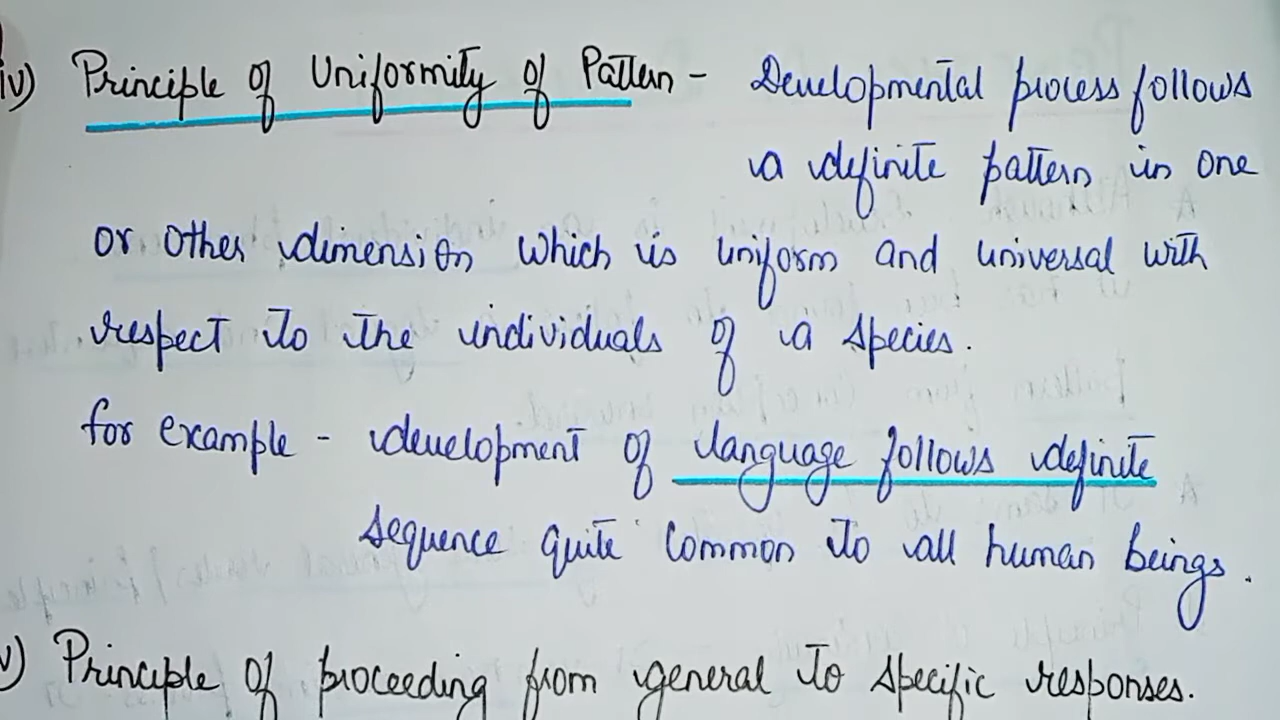 iv) Principle of Uniformity of Pattern - Developmental process follows
a definite pattern in one
or other dimension which is uniform and universal with
respect to the individuals of a species.
for example - development of language follows definite
sequence quite common to all human beings.
v) Principle of proceeding from general to specific responses.